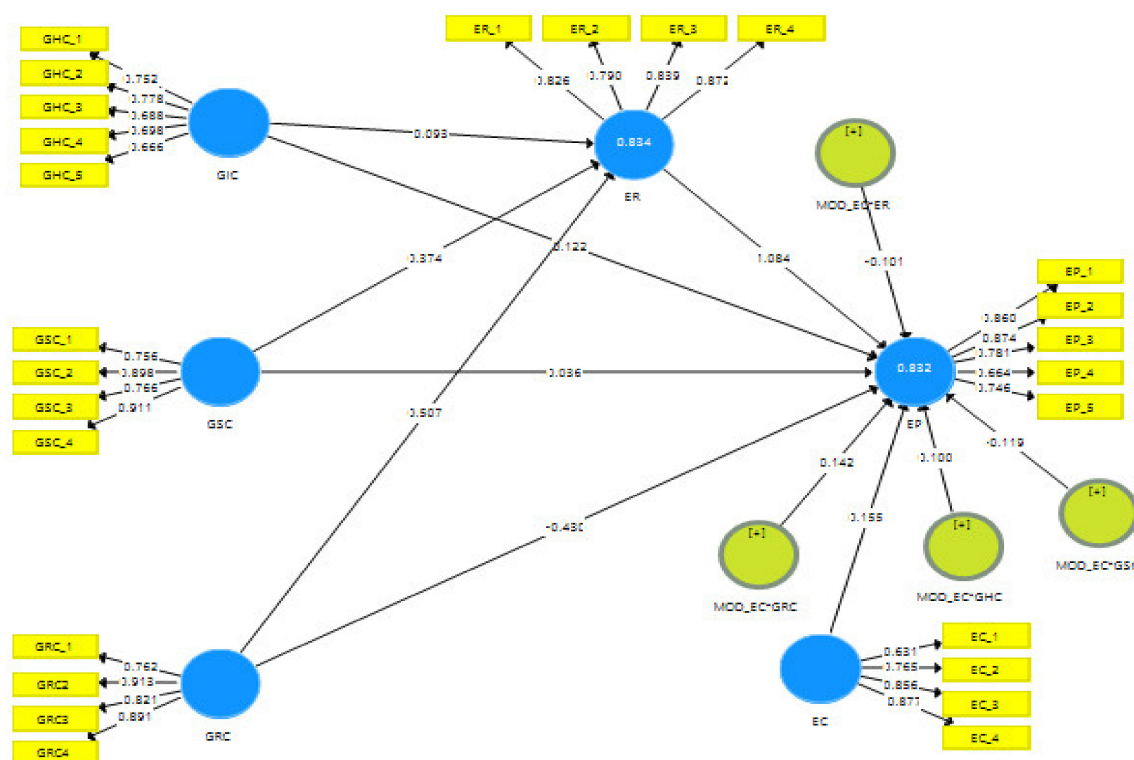 GHC_1
GHC_2
GHC_3
GHC_4
GHC_5
0.752
0.778
0.688
0.698
0.666
GIC
ER_1
ER_2
ER_3
ER_4
0.826
0.790
0.839
0.872
0.834
ER
0.093
[+]
MOD_EC*ER
-0.101
0.374
0.122
1.084
GSC_1
GSC_2
GSC_3
GSC_4
0.756
0.898
0.766
0.911
GSC
0.036
0.832
EP
EP_1
EP_2
EP_3
EP_4
EP_5
0.860
0.874
0.781
0.664
0.746
0.507
-0.430
0.142
0.100
-0.119
0.155
[+]
MOD_EC*GRC
[+]
MOD_EC*GHC
[+]
GRC_1
GRC2
GRC3
GRC4
0.762
0.913
0.821
0.891
GRC
EC
EC_1
EC_2
EC_3
EC_4
0.631
0.765
0.856
0.877